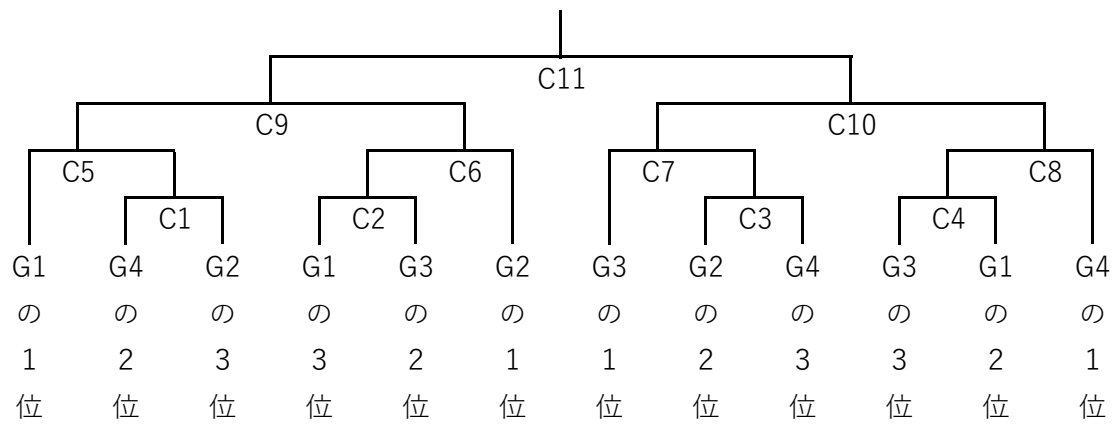 C11
C9 C10
C5 C6 C7 C8
C1 C2 C3 C4
G1 G4 G2 G1 G3 G2 G3 G2 G4 G3 G1 G4
の の の の の の の の の の の の
1 2 3 3 2 1 1 2 3 3 2 1
位 位 位 位 位 位 位 位 位 位 位 位